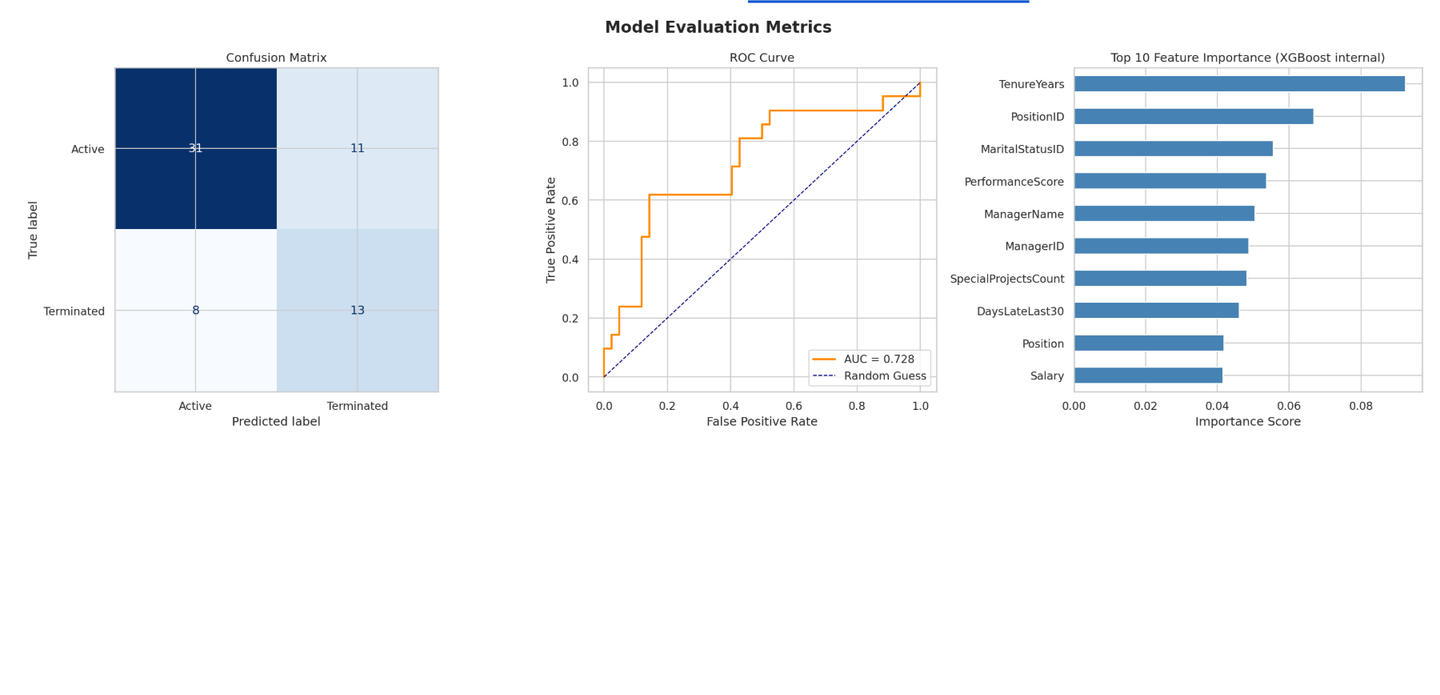 Model Evaluation Metrics
Confusion Matrix
True label
Active
Terminated
31
11
8
13
Active
Terminated
Predicted label
ROC Curve
True Positive Rate
1.0
0.8
0.6
0.4
0.2
0.0
AUC = 0.728
Random Guess
0.0
0.2
0.4
0.6
0.8
1.0
False Positive Rate
Top 10 Feature Importance (XGBoost internal)
TenureYears
PositionID
MaritalStatusID
PerformanceScore
ManagerName
ManagerID
SpecialProjectsCount
DaysLateLast30
Position
Salary
0.00
0.02
0.04
0.06
0.08
Importance Score